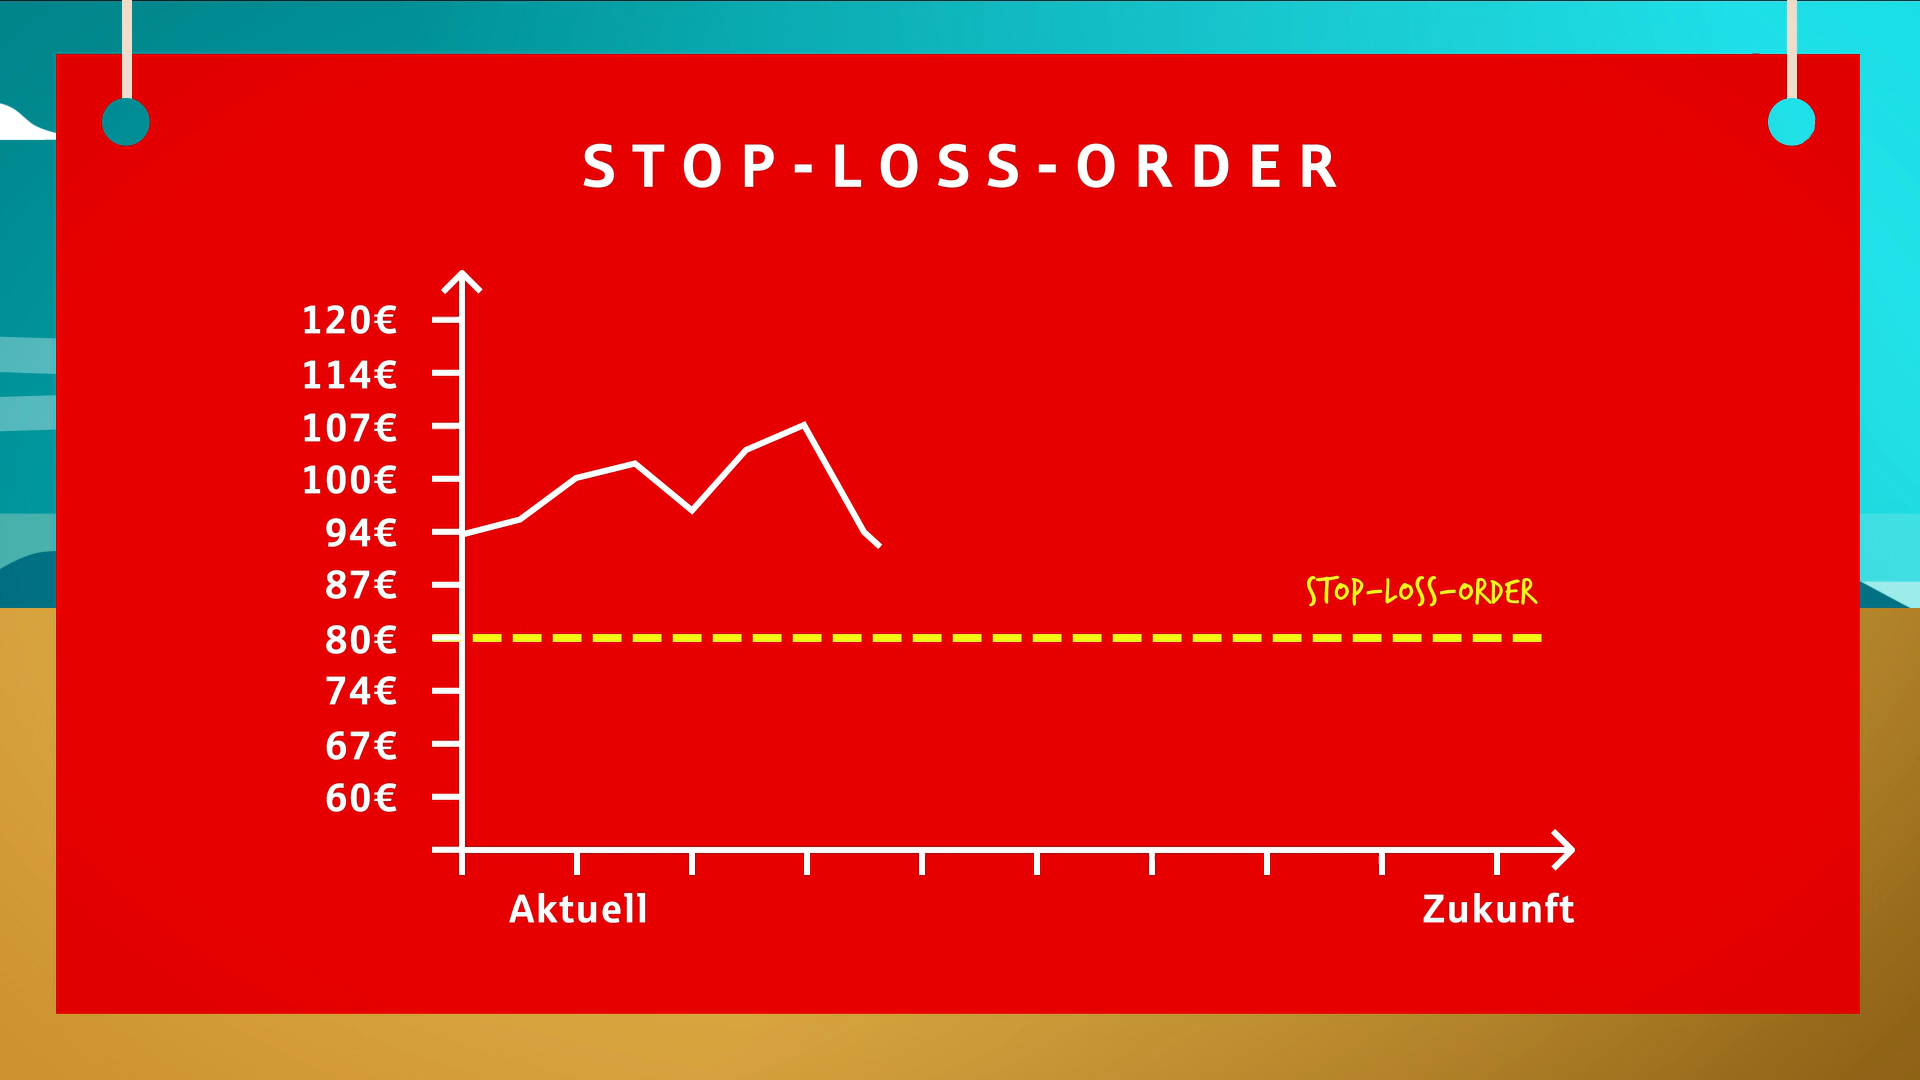 STOP-LOSS-ORDER
120€
114€
107€
100€
94€
87€
STOP-LOSS-ORDER
80€
74€
67€
60€
Aktuell
Zukunft